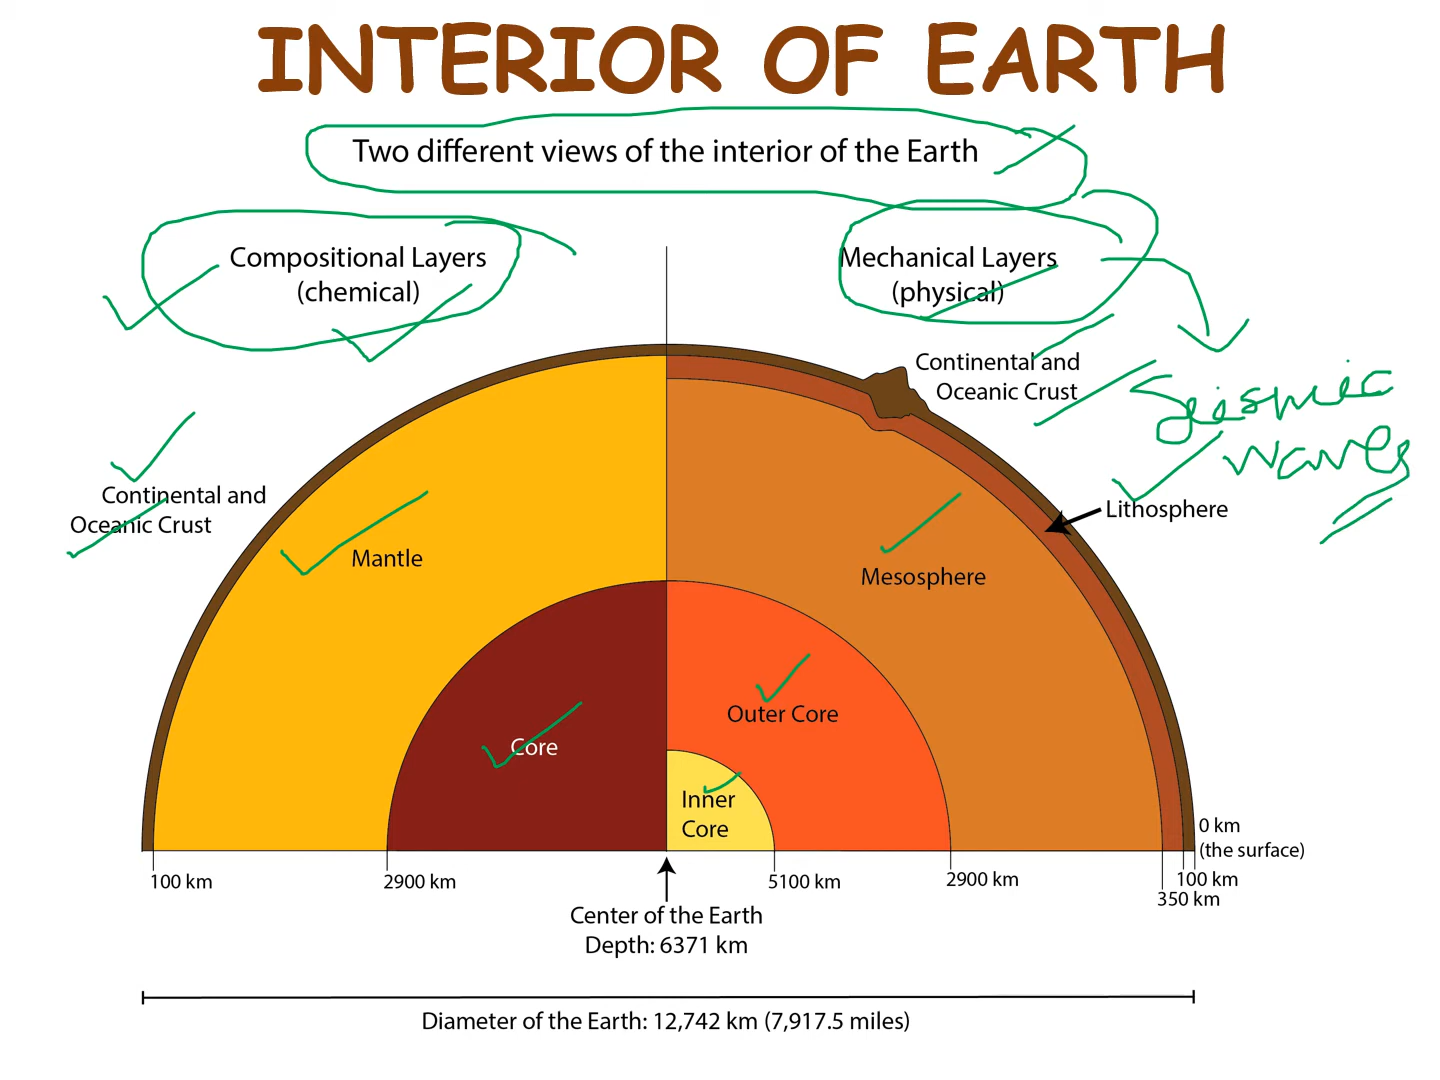 INTERIOR OF EARTH
Two different views of the interior of the Earth
Compositional Layers
(chemical)
Mechanical Layers
(physical)
Continental and
Oceanic Crust
Seismic
waves
Continental and
Oceanic Crust
Lithosphere
Mantle
Mesosphere
Core
Outer Core
Inner
Core
0 km
(the surface)
100 km
2900 km
5100 km
2900 km
100 km
350 km
Center of the Earth
Depth: 6371 km
Diameter of the Earth: 12,742 km (7,917.5 miles)